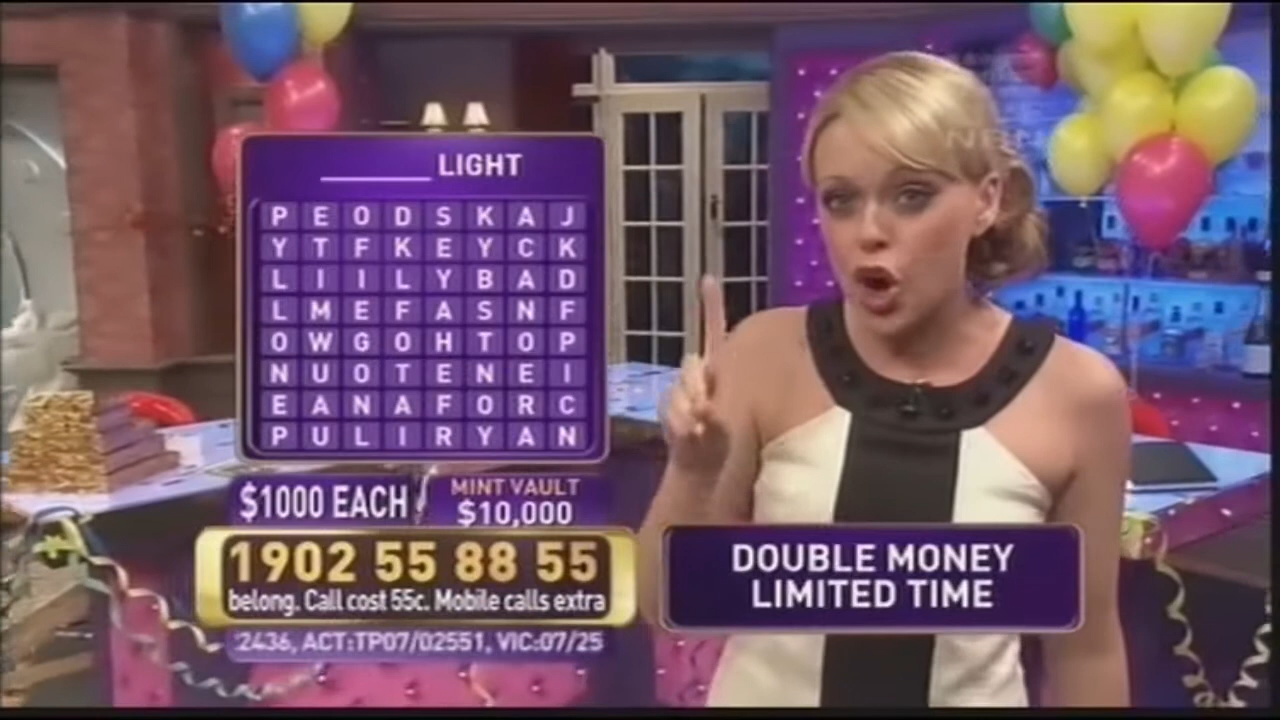 ______ LIGHT
P E O D S K A J
Y T F K E Y C K
L I I L Y B A D
L M E F A S N F
O W G O H T O P
N U O T E N E I
E A N A F O R C
P U L I R Y A N
$1000 EACH
MINT VAULT
$10,000
1902 55 88 55
belong. Call cost 55c. Mobile calls extra
2436, ACT:TP07/02551, VIC:07/25
DOUBLE MONEY
LIMITED TIME